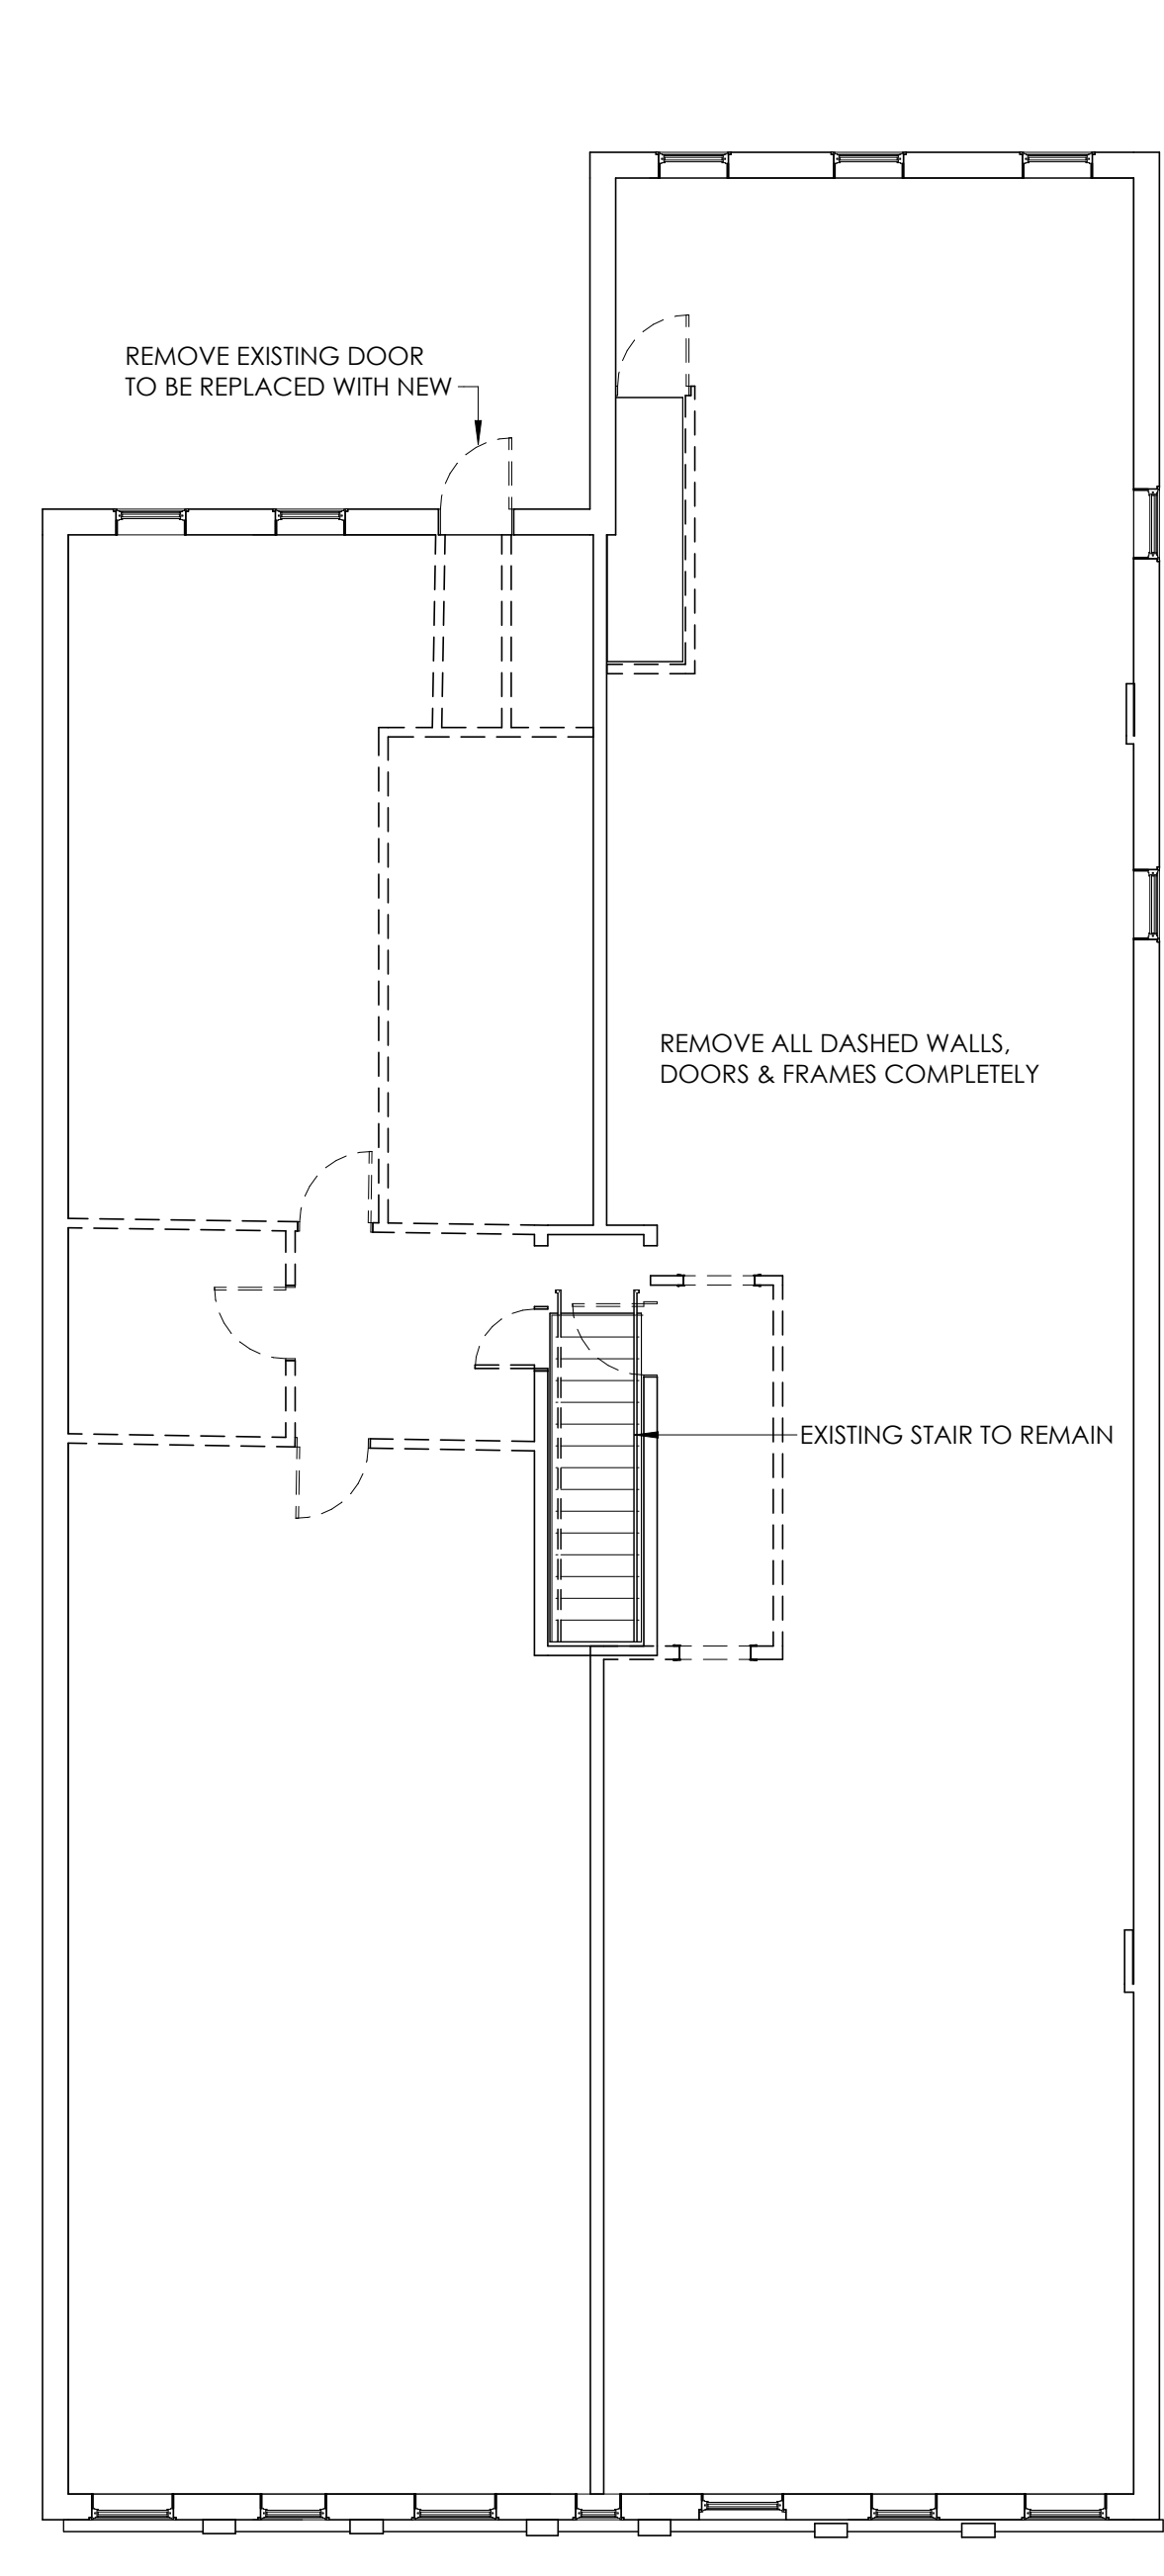 REMOVE EXISTING DOOR
TO BE REPLACED WITH NEW
REMOVE ALL DASHED WALLS,
DOORS & FRAMES COMPLETELY
EXISTING STAIR TO REMAIN